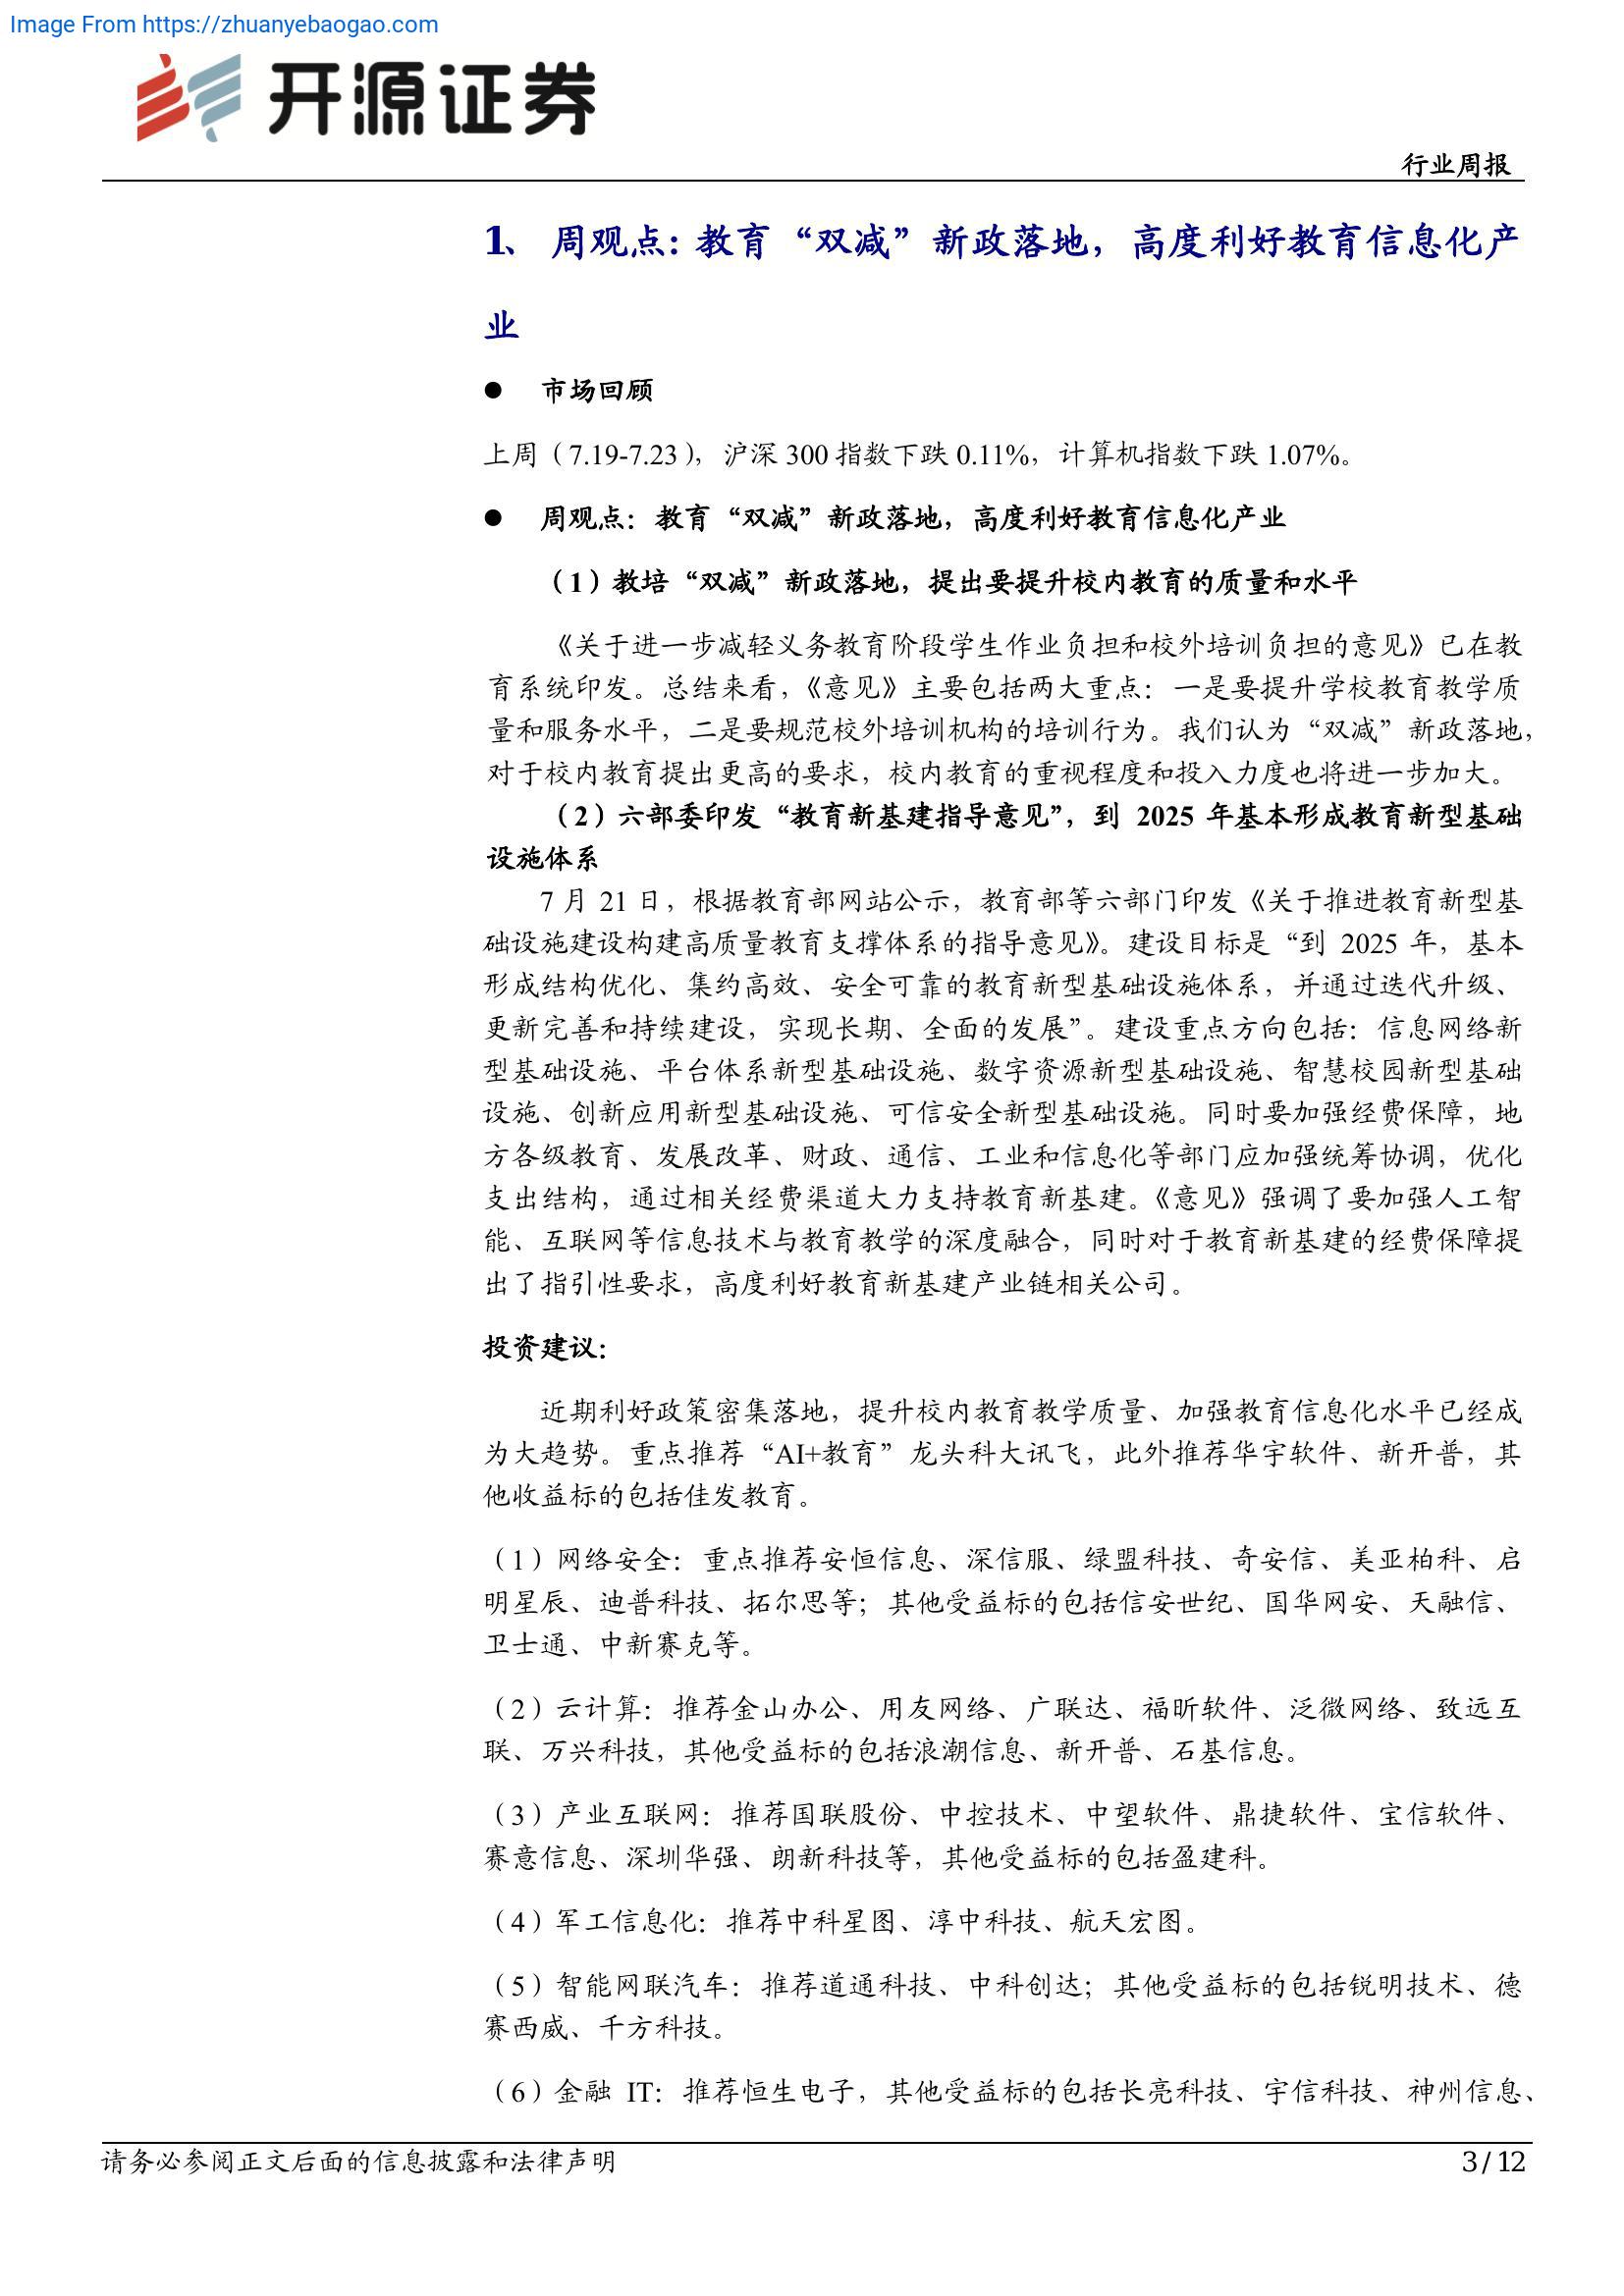 Image From https://zhuanyebaogao.com
开源证券
行业周报
1、 周观点：教育“双减”新政落地，高度利好教育信息化产
业
● 市场回顾
上周（7.19-7.23），沪深 300 指数下跌 0.11%，计算机指数下跌 1.07%。
● 周观点：教育“双减”新政落地，高度利好教育信息化产业
（1）教培“双减”新政落地，提出要提升校内教育的质量和水平
《关于进一步减轻义务教育阶段学生作业负担和校外培训负担的意见》已在教
育系统印发。总结来看，《意见》主要包括两大重点：一是要提升学校教育教学质
量和服务水平，二是要规范校外培训机构的培训行为。我们认为“双减”新政落地，
对于校内教育提出更高的要求，校内教育的重视程度和投入力度也将进一步加大。
（2）六部委印发“教育新基建指导意见”，到 2025 年基本形成教育新型基础
设施体系
7 月 21 日，根据教育部网站公示，教育部等六部门印发《关于推进教育新型基
础设施建设构建高质量教育支撑体系的指导意见》。建设目标是“到 2025 年，基本
形成结构优化、集约高效、安全可靠的教育新型基础设施体系，并通过迭代升级、
更新完善和持续建设，实现长期、全面的发展”。建设重点方向包括：信息网络新
型基础设施、平台体系新型基础设施、数字资源新型基础设施、智慧校园新型基础
设施、创新应用新型基础设施、可信安全新型基础设施。同时要加强经费保障，地
方各级教育、发展改革、财政、通信、工业和信息化等部门应加强统筹协调，优化
支出结构，通过相关经费渠道大力支持教育新基建。《意见》强调了要加强人工智
能、互联网等信息技术与教育教学的深度融合，同时对于教育新基建的经费保障提
出了指引性要求，高度利好教育新基建产业链相关公司。
投资建议：
近期利好政策密集落地，提升校内教育教学质量、加强教育信息化水平已经成
为大趋势。重点推荐“AI+教育”龙头科大讯飞，此外推荐华宇软件、新开普，其
他收益标的包括佳发教育。
（1）网络安全：重点推荐安恒信息、深信服、绿盟科技、奇安信、美亚柏科、启
明星辰、迪普科技、拓尔思等；其他受益标的包括信安世纪、国华网安、天融信、
卫士通、中新赛克等。
（2）云计算：推荐金山办公、用友网络、广联达、福昕软件、泛微网络、致远互
联、万兴科技，其他受益标的包括浪潮信息、新开普、石基信息。
（3）产业互联网：推荐国联股份、中控技术、中望软件、鼎捷软件、宝信软件、
赛意信息、深圳华强、朗新科技等，其他受益标的包括盈建科。
（4）军工信息化：推荐中科星图、淳中科技、航天宏图。
（5）智能网联汽车：推荐道通科技、中科创达；其他受益标的包括锐明技术、德
赛西威、千方科技。
（6）金融 IT：推荐恒生电子，其他受益标的包括长亮科技、宇信科技、神州信息、
请务必参阅正文后面的信息披露和法律声明
3 / 12